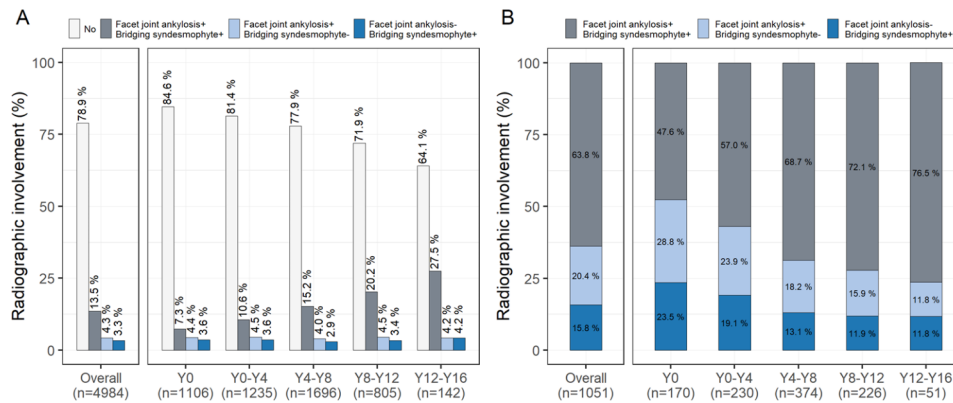 A
No
Facet joint ankylosis+
Bridging syndesmophyte+
Facet joint ankylosis+
Bridging syndesmophyte-
Facet joint ankylosis-
Bridging syndesmophyte+
Radiographic involvement (%)
100
75
50
25
0
78.9 %
13.5 %
4.3 %
3.3 %
84.6 %
7.3 %
4.4 %
3.6 %
81.4 %
10.6 %
4.5 %
3.6 %
77.9 %
15.2 %
4.0 %
2.9 %
71.9 %
20.2 %
4.5 %
3.4 %
64.1 %
27.5 %
4.2 %
4.2 %
Overall
(n=4984)
Y0
(n=1106)
Y0-Y4
(n=1235)
Y4-Y8
(n=1696)
Y8-Y12
(n=805)
Y12-Y16
(n=142)
B
Facet joint ankylosis+
Bridging syndesmophyte+
Facet joint ankylosis+
Bridging syndesmophyte-
Facet joint ankylosis-
Bridging syndesmophyte+
Radiographic involvement (%)
100
75
50
25
0
63.8 %
20.4 %
15.8 %
47.6 %
28.8 %
23.5 %
57.0 %
23.9 %
19.1 %
68.7 %
18.2 %
13.1 %
72.1 %
15.9 %
11.9 %
76.5 %
11.8 %
11.8 %
Overall
(n=1051)
Y0
(n=170)
Y0-Y4
(n=230)
Y4-Y8
(n=374)
Y8-Y12
(n=226)
Y12-Y16
(n=51)